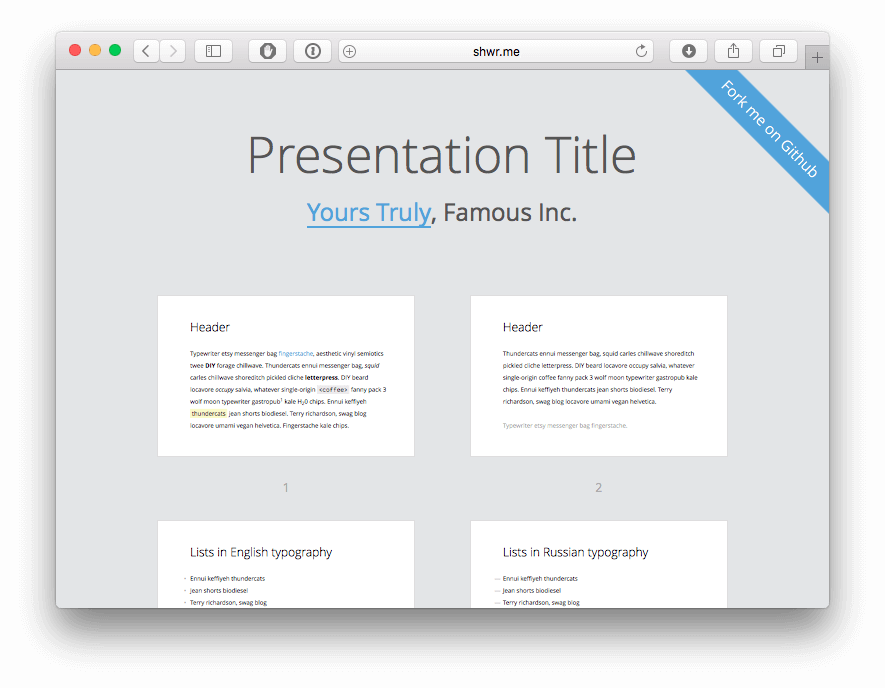 shwr.me
Fork me on Github
Presentation Title
Yours Truly, Famous Inc.
Header
Typewriter etsy messenger bag fingerstache, aesthetic vinyl semiotics
twee DIY forage chillwave. Thundercats ennui messenger bag, squid
carles chillwave shoreditch pickled cliche letterpress. DIY beard
locavore occupy salvia, whatever single-origin <coffee> fanny pack 3
wolf moon typewriter gastropub¹ kale H₂0 chips. Ennui keffiyeh
thundercats jean shorts biodiesel. Terry richardson, swag blog
locavore umami vegan helvetica. Fingerstache kale chips.
1
Header
Thundercats ennui messenger bag, squid carles chillwave shoreditch
pickled cliche letterpress. DIY beard locavore occupy salvia, whatever
single-origin coffee fanny pack 3 wolf moon typewriter gastropub kale
chips. Ennui keffiyeh thundercats jean shorts biodiesel. Terry
richardson, swag blog locavore umami vegan helvetica.
Typewriter etsy messenger bag fingerstache.
2
Lists in English typography
• Ennui keffiyeh thundercats
• Jean shorts biodiesel
• Terry richardson, swag blog
Lists in Russian typography
— Ennui keffiyeh thundercats
— Jean shorts biodiesel
— Terry richardson, swag blog